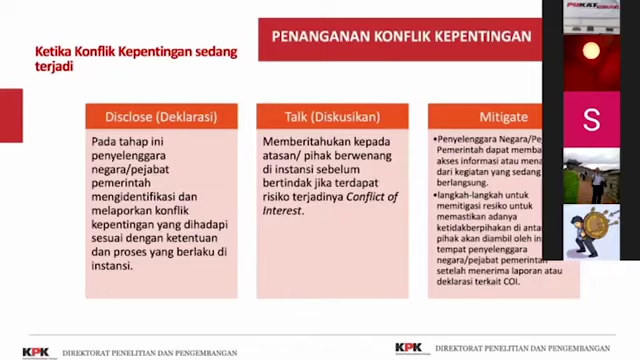 PENANGANAN KONFLIK KEPENTINGAN
Ketika Konflik Kepentingan sedang
terjadi
Disclose (Deklarasi)
Pada tahap ini
penyelenggara
negara/pejabat
pemerintah
mengidentifikasi dan
melaporkan konflik
kepentingan yang dihadapi
sesuai dengan ketentuan
dan proses yang berlaku di
instansi.
Talk (Diskusikan)
Memberitahukan kepada
atasan/ pihak berwenang
di instansi sebelum
bertindak jika terdapat
risiko terjadinya Conflict of
Interest.
Mitigate
•Penyelenggara Negara/Pe
Pemerintah dapat memba
akses informasi atau mena
dari kegiatan yang sedang
berlangsung.
•langkah-langkah untuk
memitigasi resiko untuk
memastikan adanya
ketidakberpihakan di anta
pihak akan diambil oleh in
tempat penyelenggara
negara/pejabat pemerintah
setelah menerima laporan atau
deklarasi terkait COI.
S
KPK
DIREKTORAT PENELITIAN DAN PENGEMBANGAN
KPK
DIREKTORAT PENELITIAN DAN PENGEMBANGAN